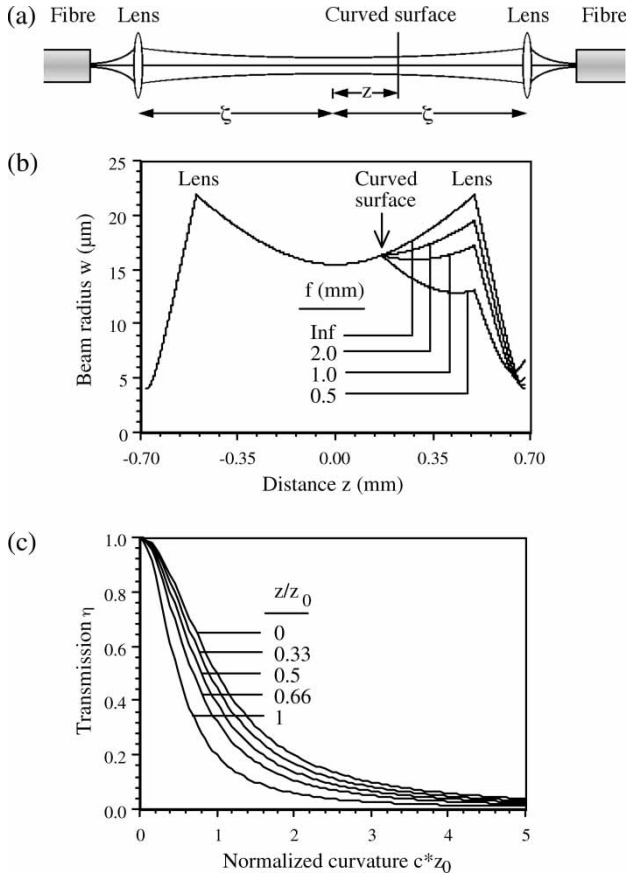 (a)
Fibre Lens Curved surface Lens Fibre
z
ζ ζ
(b)
25
20
15
10
5
0
Beam radius w (μm)
Lens Curved Lens
surface
f (mm)
Inf
2.0
1.0
0.5
-0.70 -0.35 0.00 0.35 0.70
Distance z (mm)
(c)
1.0
0.8
0.6
0.4
0.2
0.0
Transmission η
z/z0
0
0.33
0.5
0.66
1
0 1 2 3 4 5
Normalized curvature c*z0